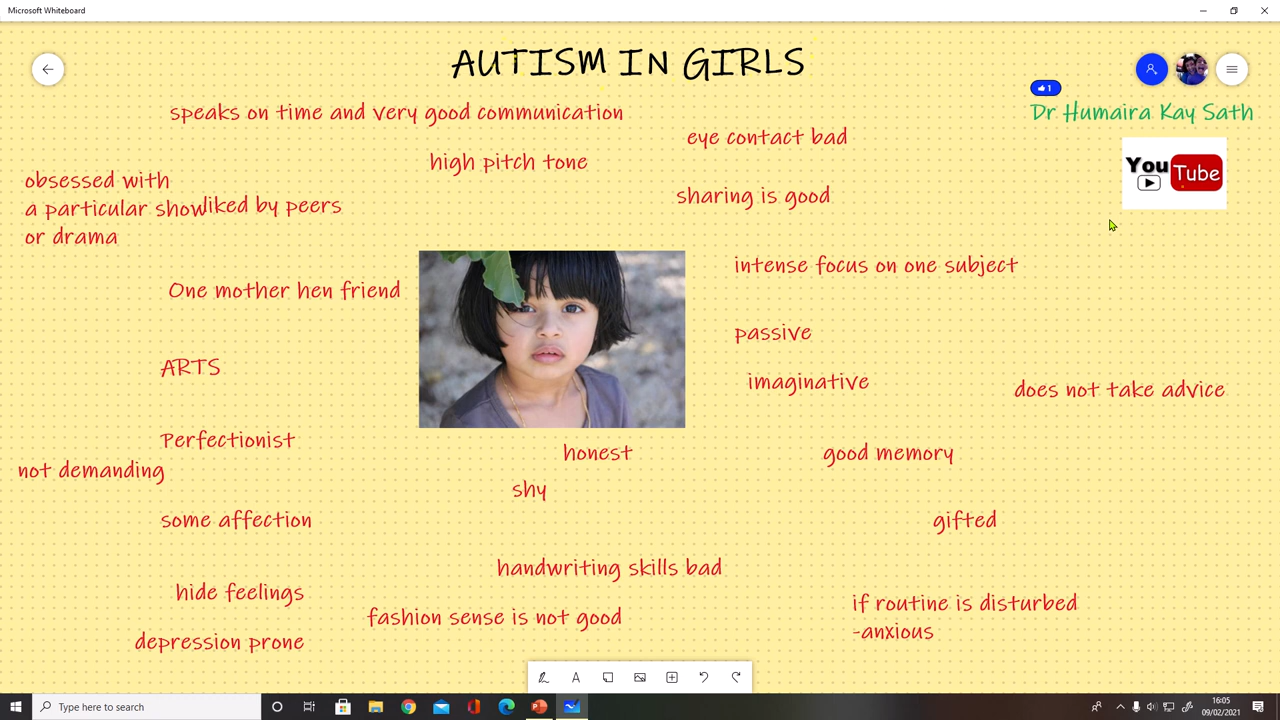 Microsoft Whiteboard
AUTISM IN GIRLS
1
speaks on time and very good communication
Dr Humaira Kay Sath
eye contact bad
high pitch tone
You Tube
obsessed with
a particular show
or drama
liked by peers
sharing is good
intense focus on one subject
One mother hen friend
passive
ARTS
imaginative
does not take advice
Perfectionist
honest
good memory
not demanding
shy
some affection
gifted
handwriting skills bad
hide feelings
if routine is disturbed
-anxious
fashion sense is not good
depression prone
A
Type here to search
16:05
09/02/2021